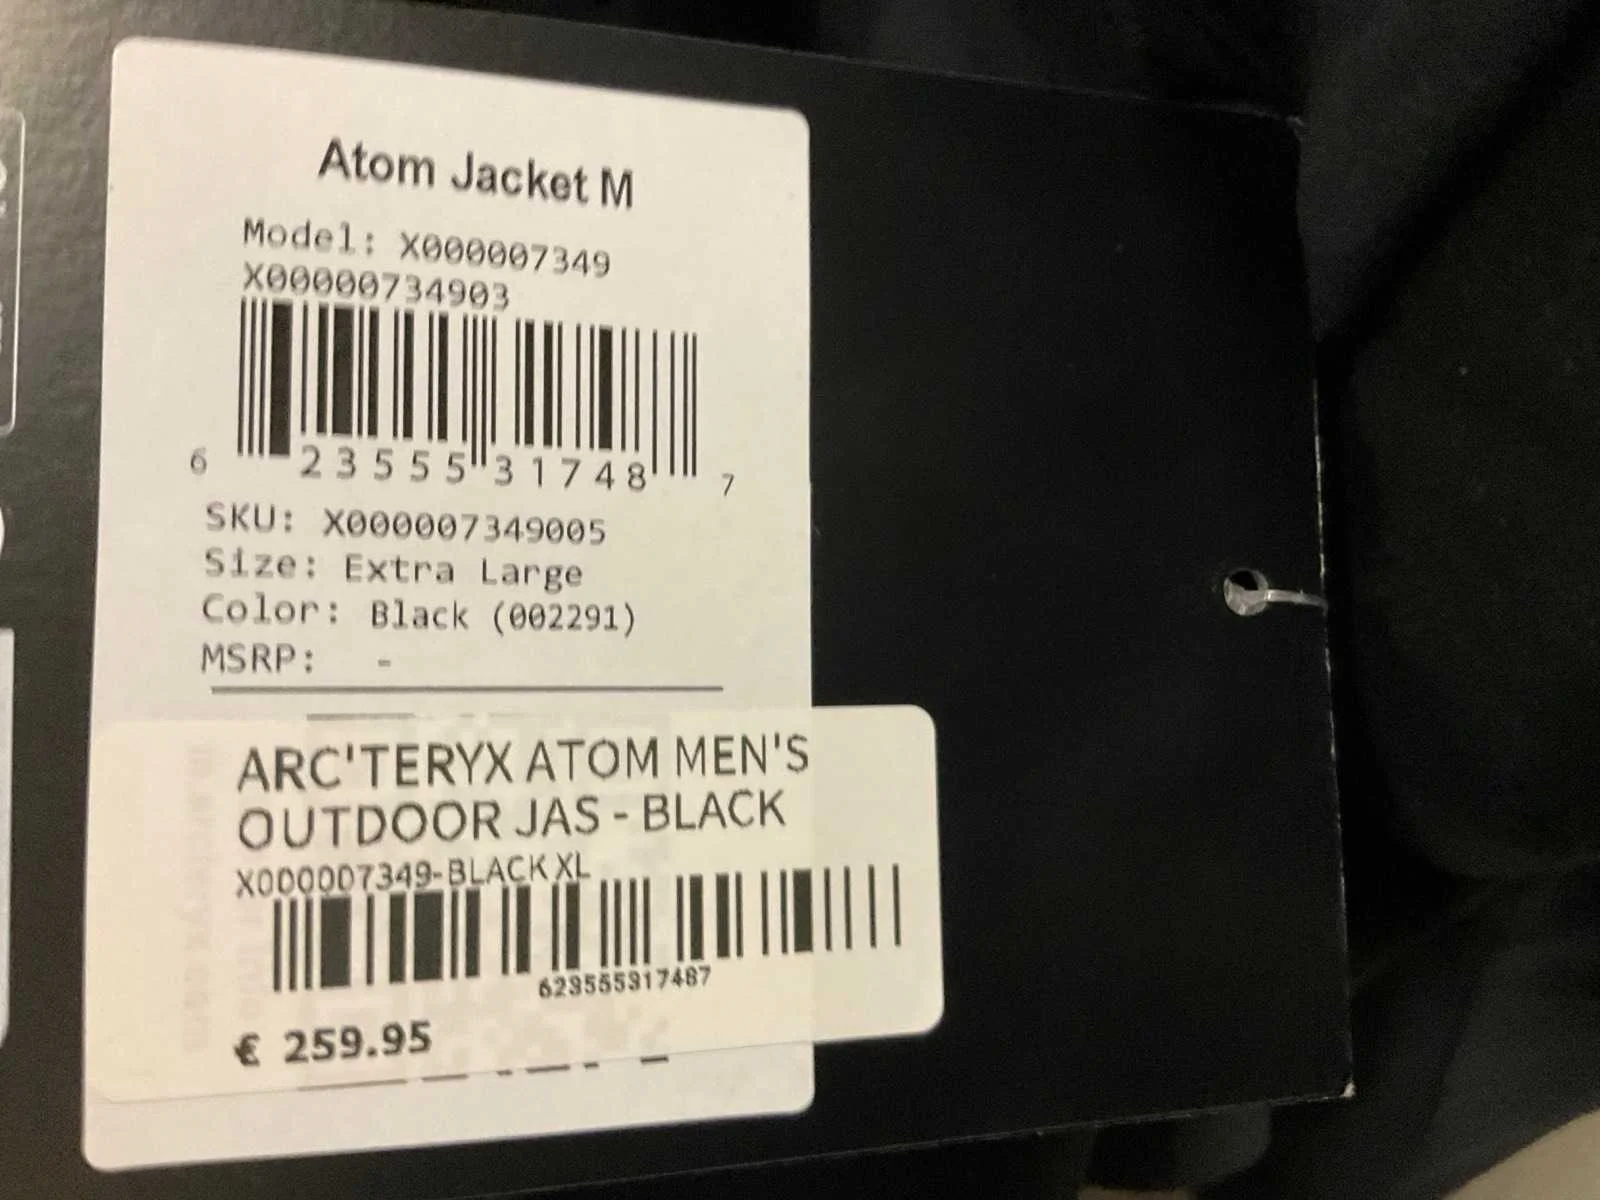 Atom Jacket M
Model: X000007349
X00000734903
6 23555 31748 7
SKU: X000007349005
Size: Extra Large
Color: Black (002291)
MSRP: -
ARC'TERYX ATOM MEN'S
OUTDOOR JAS - BLACK
X000007349-BLACK XL
623555317487
€ 259.95